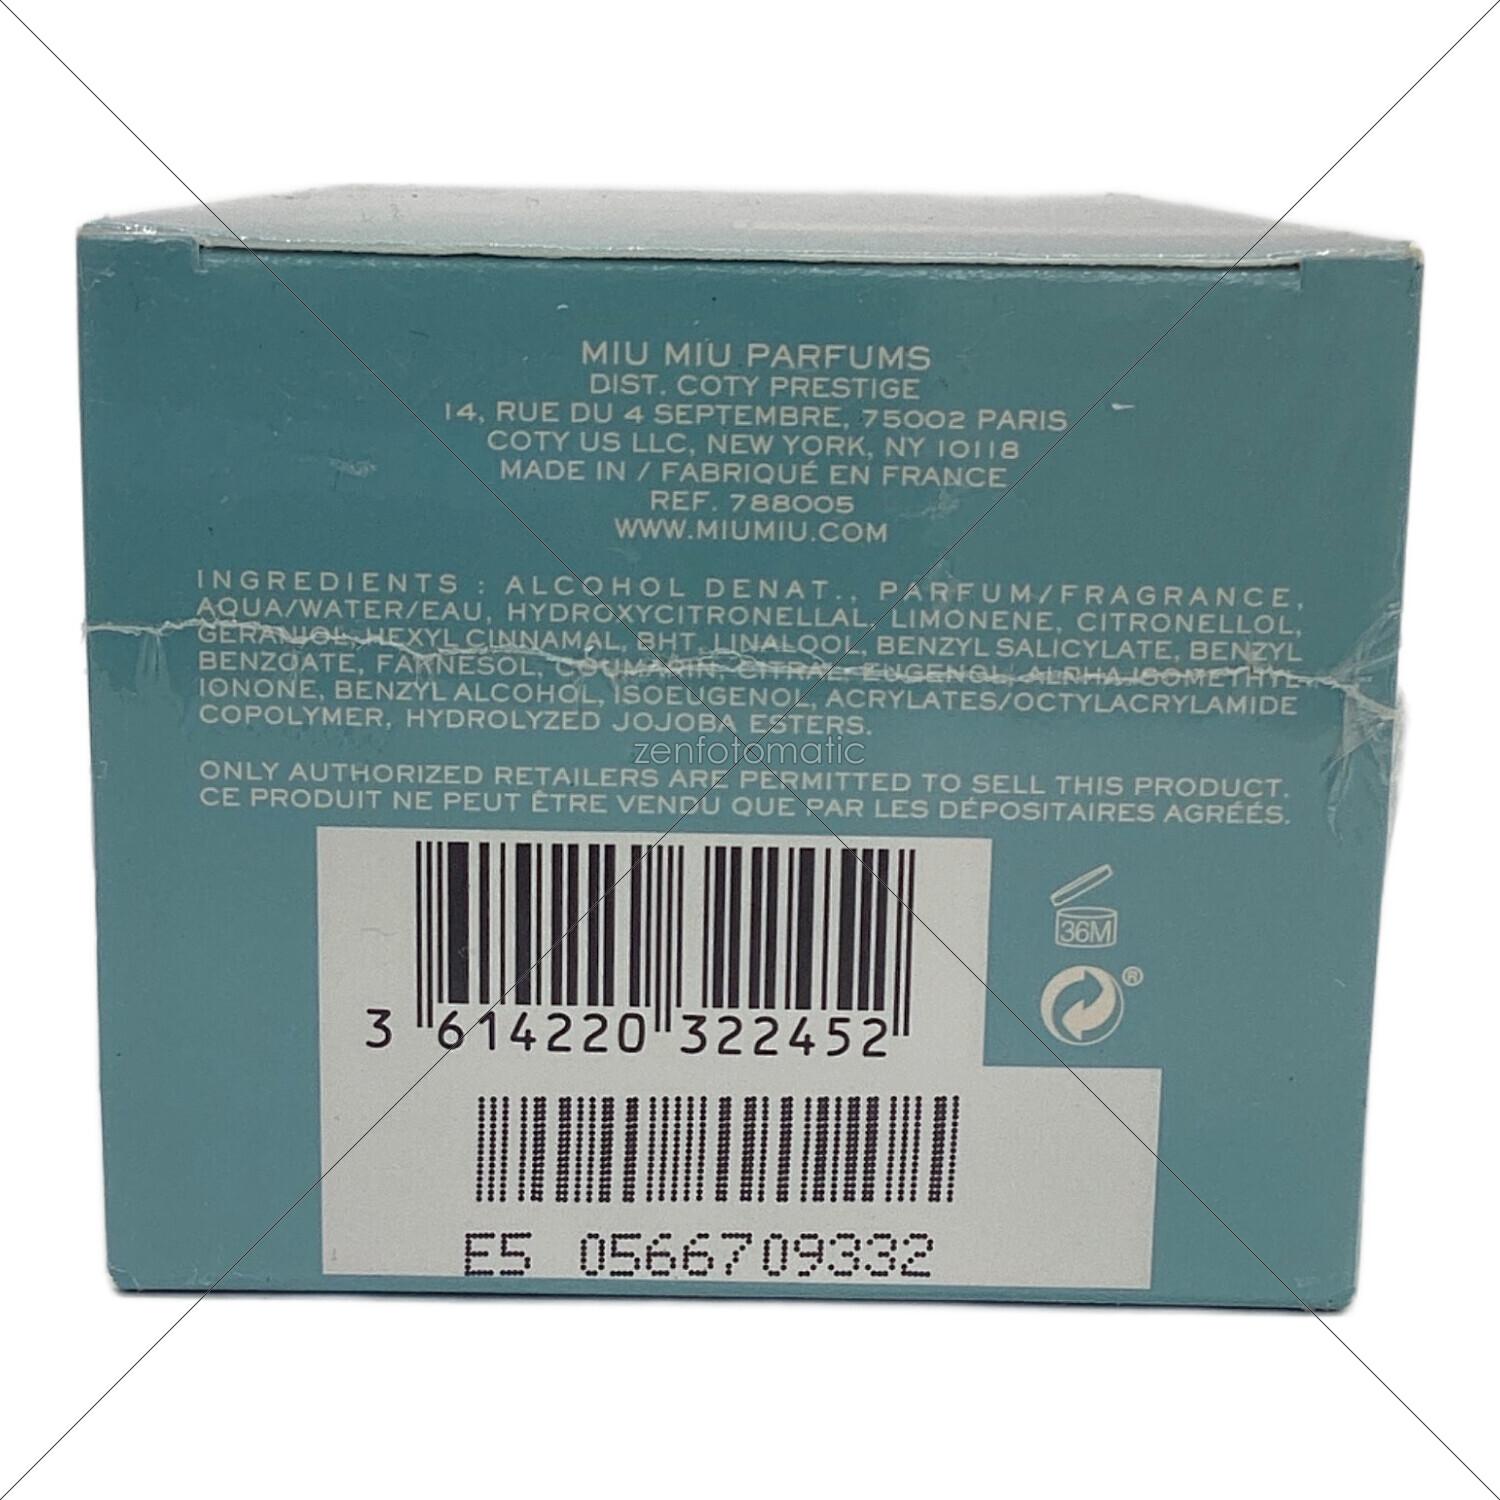 MIU MIU PARFUMS
DIST. COTY PRESTIGE
14, RUE DU 4 SEPTEMBRE, 75002 PARIS
COTY US LLC, NEW YORK, NY 10118
MADE IN / FABRIQUÉ EN FRANCE
REF. 788005
WWW.MIUMIU.COM
INGREDIENTS : ALCOHOL DENAT., PARFUM/FRAGRANCE,
AQUA/WATER/EAU, HYDROXYCITRONELLAL, LIMONENE, CITRONELLOL,
GERANIOL, HEXYL CINNAMAL, BHT, LINALOOL, BENZYL SALICYLATE, BENZYL
BENZOATE, FARNESOL, COUMARIN, CITRAL, EUGENOL, ALPHA-ISOMETHYL
IONONE, BENZYL ALCOHOL, ISOEUGENOL, ACRYLATES/OCTYLACRYLAMIDE
COPOLYMER, HYDROLYZED JOJOBA ESTERS.
zenfotomatic
ONLY AUTHORIZED RETAILERS ARE PERMITTED TO SELL THIS PRODUCT.
CE PRODUIT NE PEUT ÊTRE VENDU QUE PAR LES DÉPOSITAIRES AGRÉÉS.
36M
®
3 614220 322452
E5 0566709332